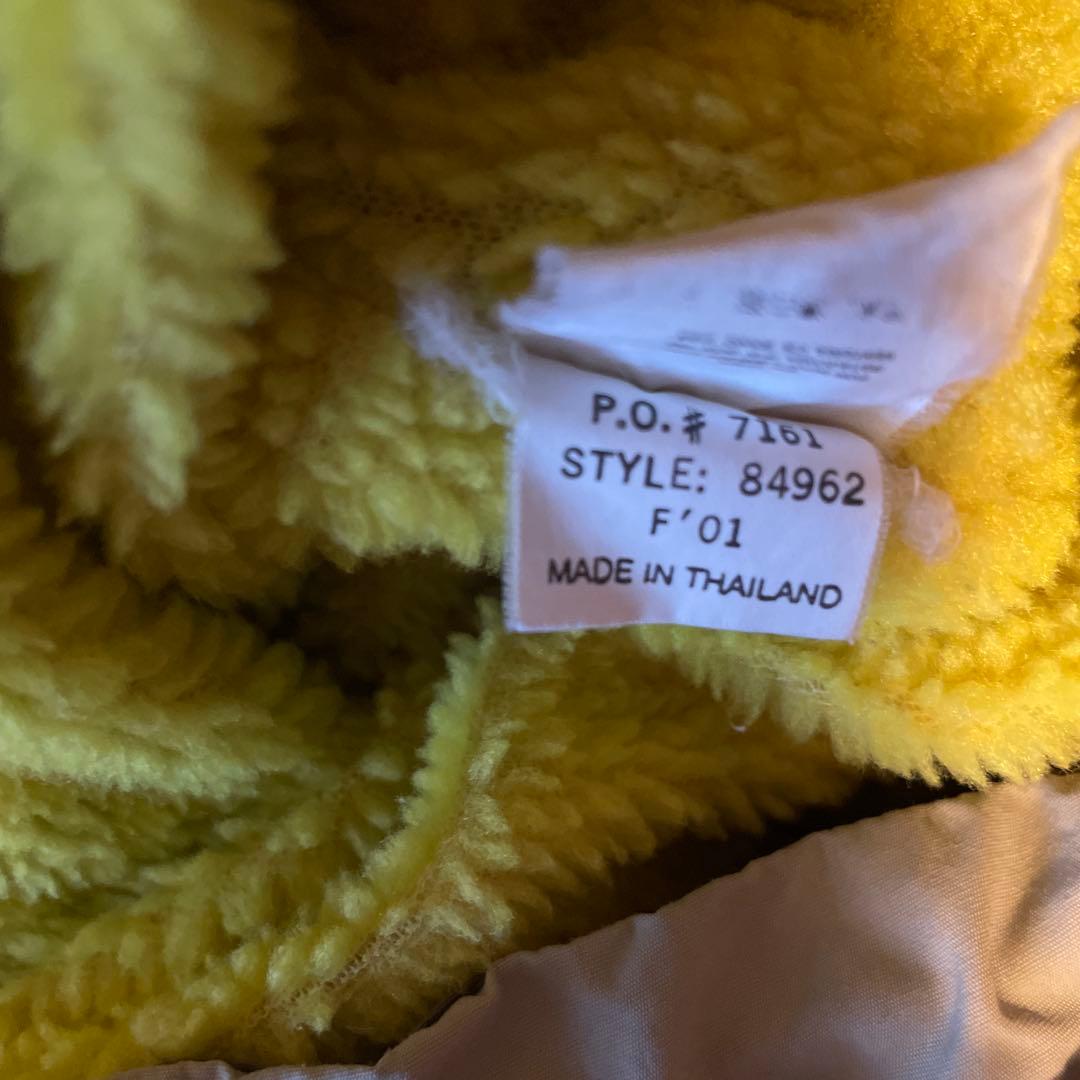 P.O.# 7161
STYLE: 84962
F'01
MADE IN THAILAND